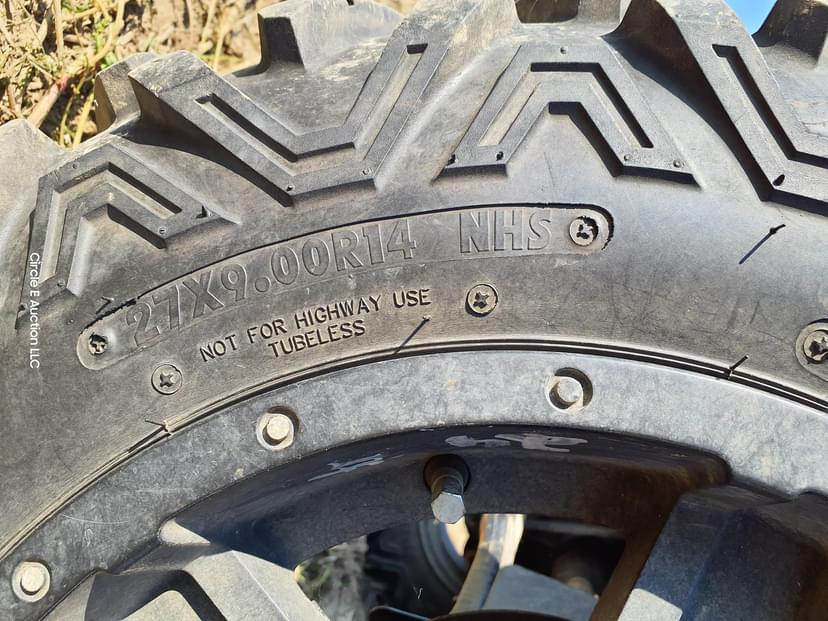 27X9.00R14 NHS
NOT FOR HIGHWAY USE
TUBELESS
Circle E Auction LLC